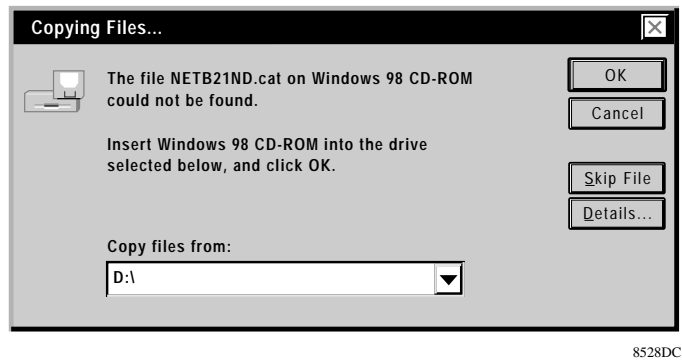 Copying Files...
The file NETB21ND.cat on Windows 98 CD-ROM
could not be found.
Insert Windows 98 CD-ROM into the drive
selected below, and click OK.
Copy files from:
D:\
OK
Cancel
Skip File
Details...
8528DC